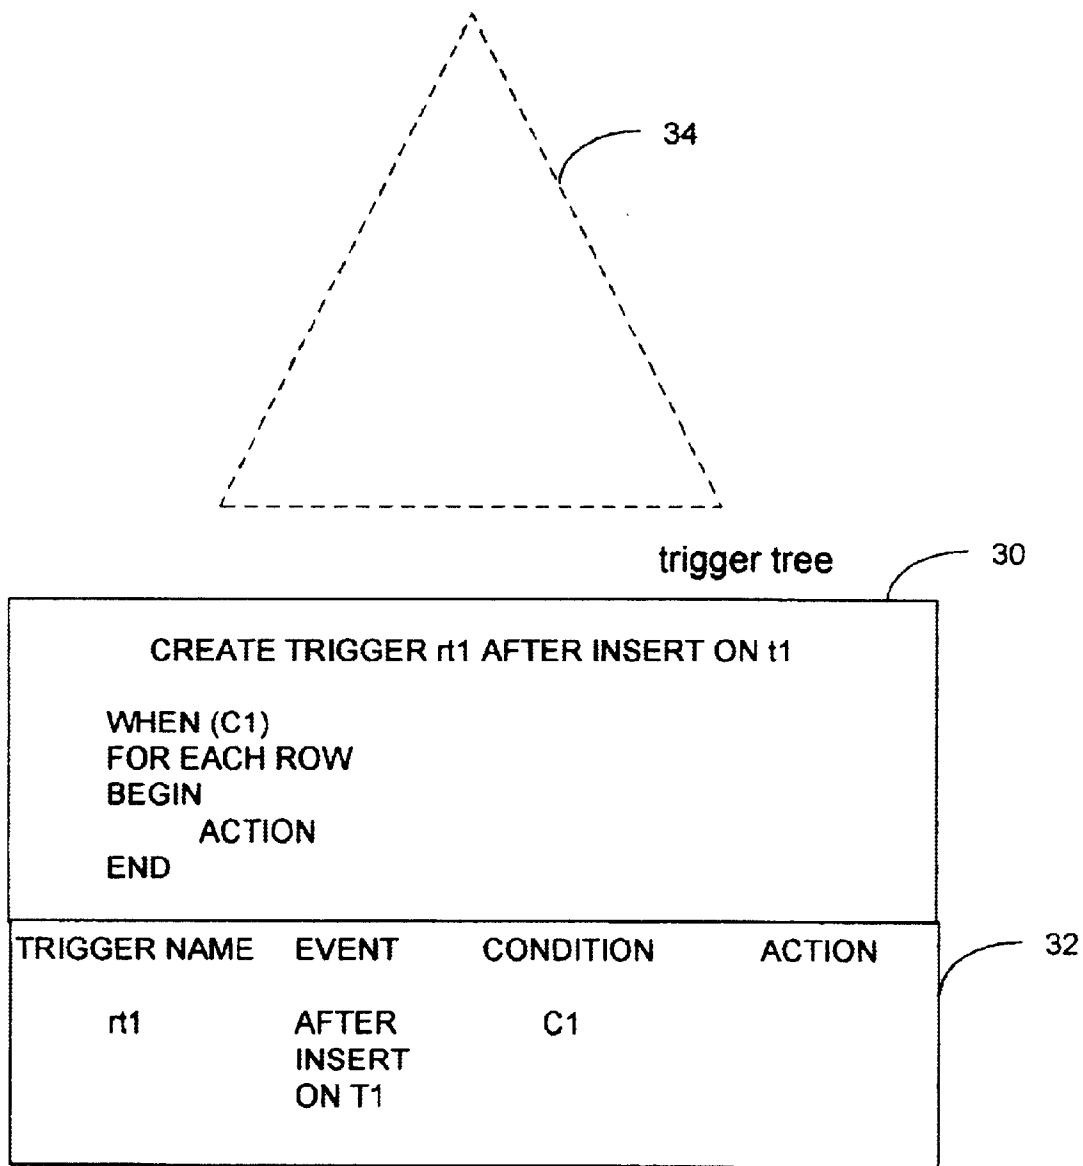 34
trigger tree
30
CREATE TRIGGER rt1 AFTER INSERT ON t1
WHEN (C1)
FOR EACH ROW
BEGIN
ACTION
END
TRIGGER NAME EVENT CONDITION ACTION
32
rt1 AFTER C1
INSERT
ON T1